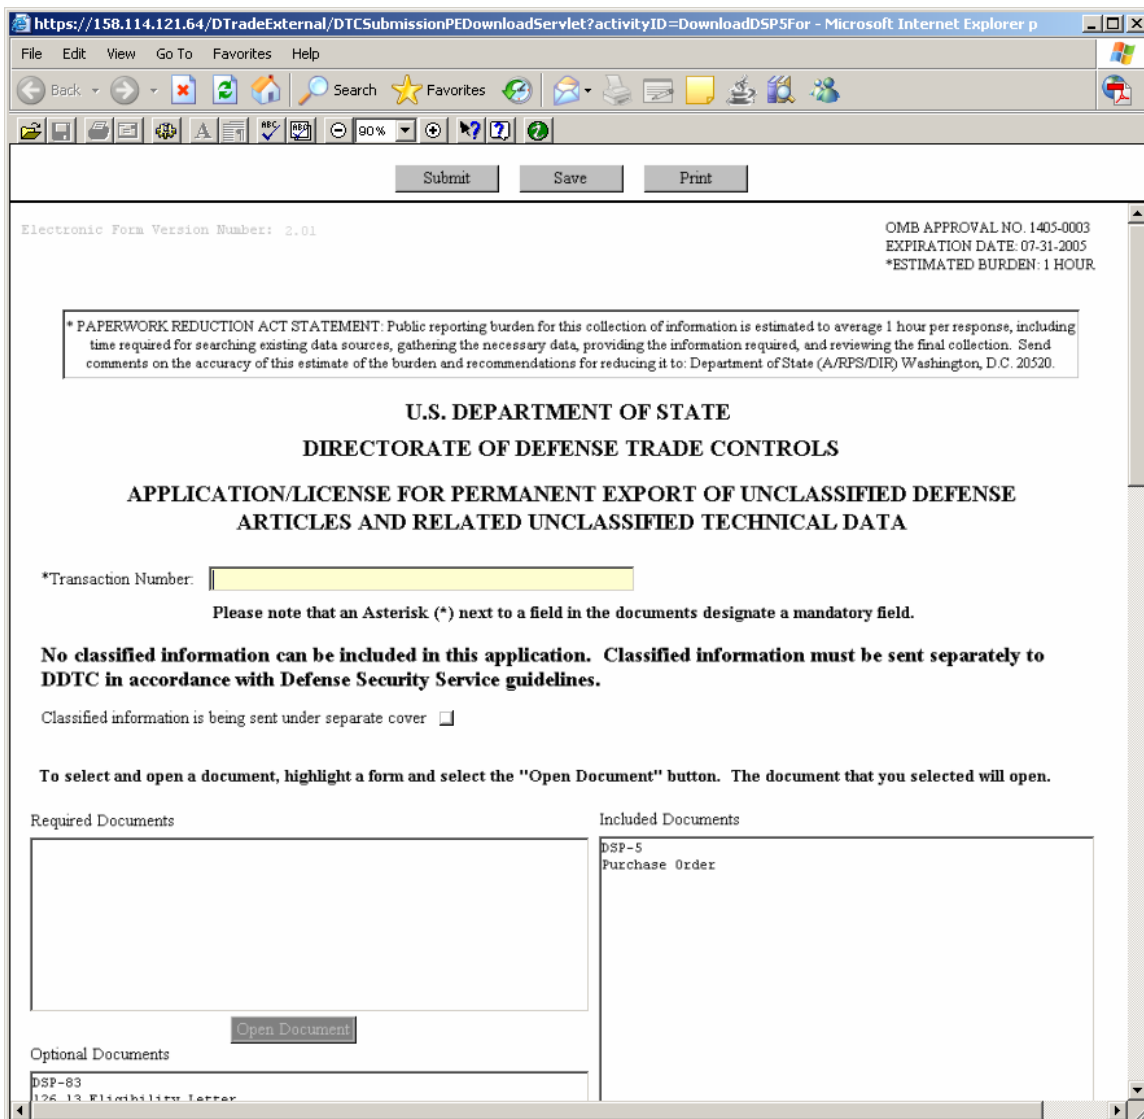 https://158.114.121.64/DTradeExternal/DTCSubmissionPEDownloadServlet?activityID=DownloadDSP5For - Microsoft Internet Explorer p
File Edit View Go To Favorites Help
Back Search Favorites
90%
Submit Save Print
Electronic Form Version Number: 2.01
OMB APPROVAL NO. 1405-0003
EXPIRATION DATE: 07-31-2005
*ESTIMATED BURDEN: 1 HOUR
* PAPERWORK REDUCTION ACT STATEMENT: Public reporting burden for this collection of information is estimated to average 1 hour per response, including
time required for searching existing data sources, gathering the necessary data, providing the information required, and reviewing the final collection. Send
comments on the accuracy of this estimate of the burden and recommendations for reducing it to: Department of State (A/RPS/DIR) Washington, D.C. 20520.
U.S. DEPARTMENT OF STATE
DIRECTORATE OF DEFENSE TRADE CONTROLS
APPLICATION/LICENSE FOR PERMANENT EXPORT OF UNCLASSIFIED DEFENSE
ARTICLES AND RELATED UNCLASSIFIED TECHNICAL DATA
*Transaction Number:
Please note that an Asterisk (*) next to a field in the documents designate a mandatory field.
No classified information can be included in this application. Classified information must be sent separately to
DDTC in accordance with Defense Security Service guidelines.
Classified information is being sent under separate cover
To select and open a document, highlight a form and select the "Open Document" button. The document that you selected will open.
Required Documents
Open Document
Optional Documents
DSP-83
126.13 Eligibility Letter
Included Documents
DSP-5
Purchase Order